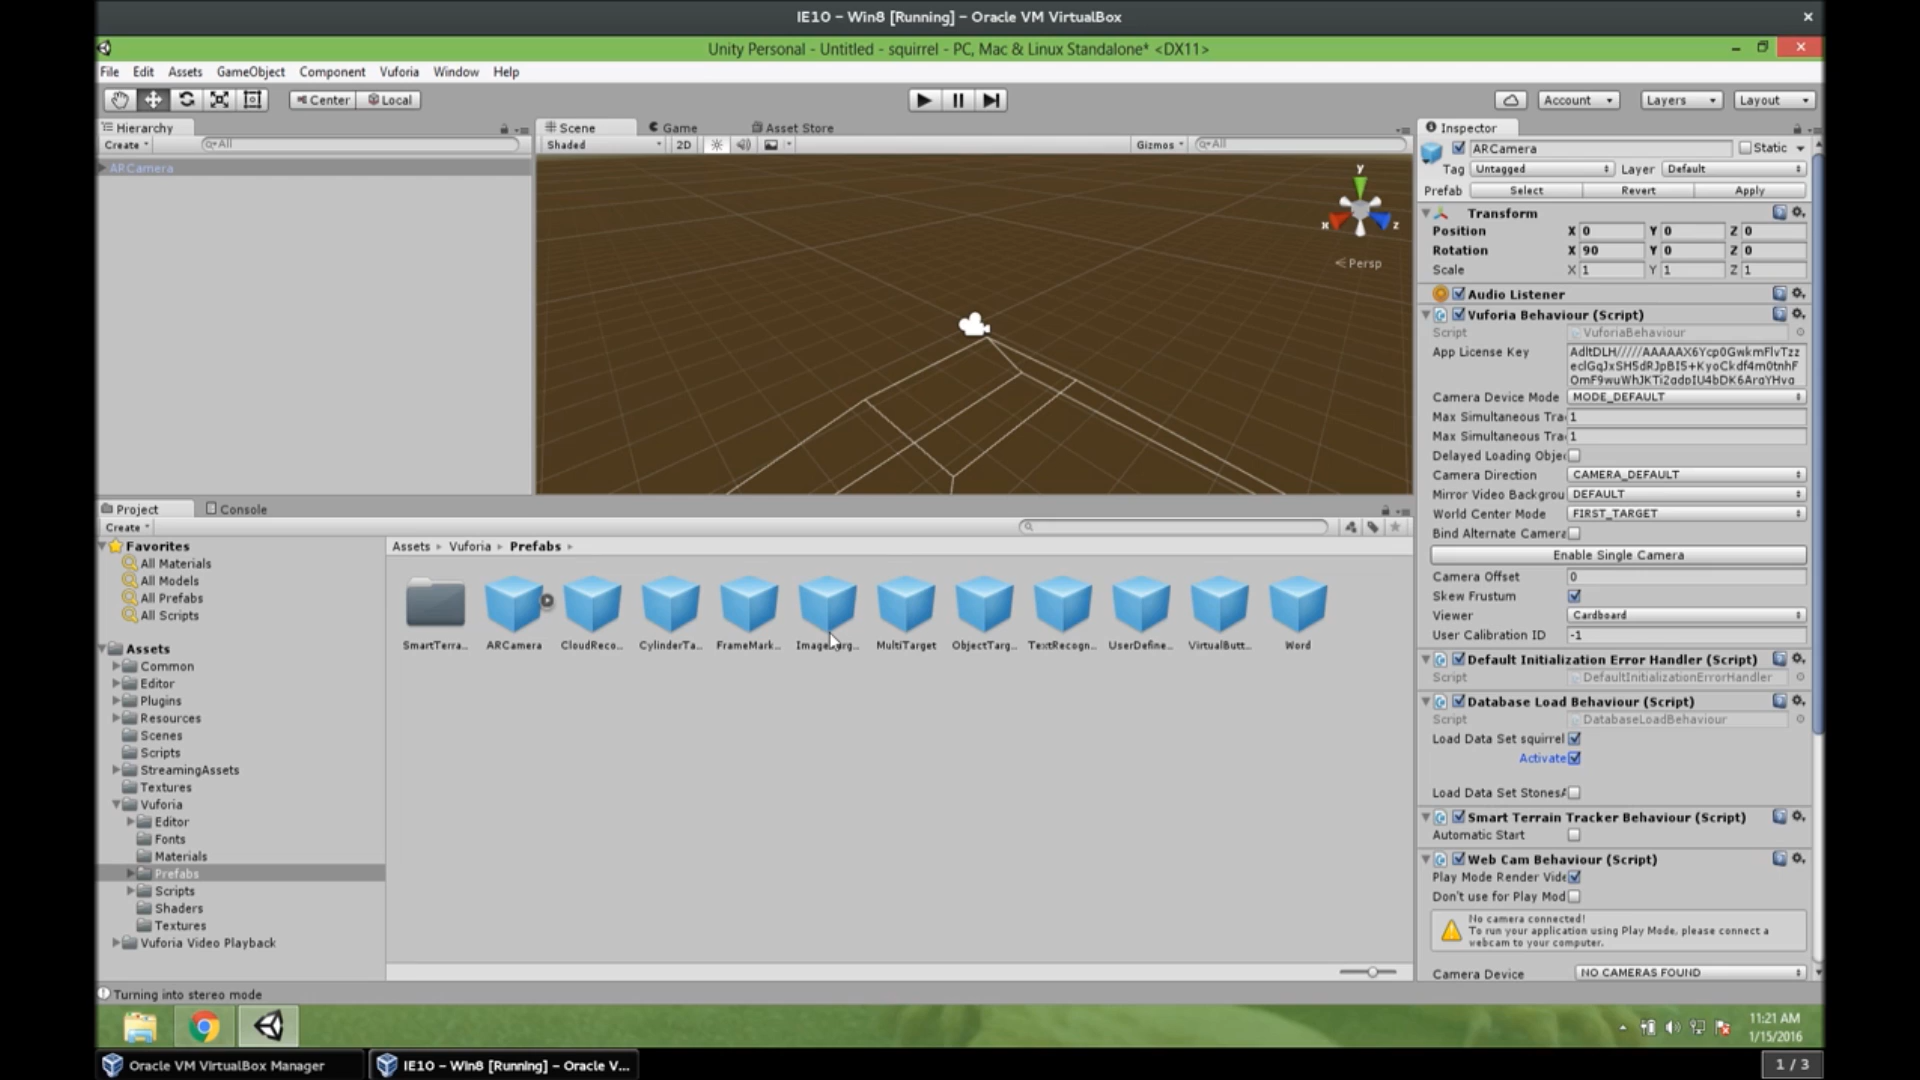 IE10 – Win8 [Running] – Oracle VM VirtualBox
Unity Personal - Untitled - squirrel - PC, Mac & Linux Standalone* <DX11>
File Edit Assets GameObject Component Vuforia Window Help
Center Local
Account Layers Layout
Hierarchy
Create All
ARCamera
Scene Game Asset Store
Shaded 2D Gizmos All
y
x z
Persp
Inspector
ARCamera Static
Tag Untagged Layer Default
Prefab Select Revert Apply
Transform
Position X 0 Y 0 Z 0
Rotation X 90 Y 0 Z 0
Scale X 1 Y 1 Z 1
Audio Listener
Vuforia Behaviour (Script)
Script VuforiaBehaviour
App License Key
Camera Device Mode MODE_DEFAULT
Max Simultaneous Tra 1
Max Simultaneous Tra 1
Delayed Loading Objec
Camera Direction CAMERA_DEFAULT
Mirror Video Backgrou DEFAULT
World Center Mode FIRST_TARGET
Bind Alternate Camera
Enable Single Camera
Camera Offset 0
Skew Frustum
Viewer Cardboard
User Calibration ID -1
Default Initialization Error Handler (Script)
Script DefaultInitializationErrorHandler
Database Load Behaviour (Script)
Script DatabaseLoadBehaviour
Load Data Set squirrel
Activate
Load Data Set Stones
Smart Terrain Tracker Behaviour (Script)
Automatic Start
Web Cam Behaviour (Script)
Play Mode Render Vide
Don't use for Play Mod
No camera connected!
To run your application using Play Mode, please connect a
webcam to your computer.
Camera Device NO CAMERAS FOUND
Project Console
Create
Favorites
All Materials
All Models
All Prefabs
All Scripts
Assets
Common
Editor
Plugins
Resources
Scenes
Scripts
StreamingAssets
Textures
Vuforia
Editor
Fonts
Materials
Prefabs
Scripts
Shaders
Textures
Vuforia Video Playback
Assets Vuforia Prefabs
SmartTerra... ARCamera CloudReco... CylinderTa... FrameMark... MultiTarget ObjectTarg... TextRecogn... UserDefine... VirtualButt... Word
Turning into stereo mode
11:21 AM
1/15/2016
Oracle VM VirtualBox Manager
IE10 – Win8 [Running] – Oracle V...
1 / 3